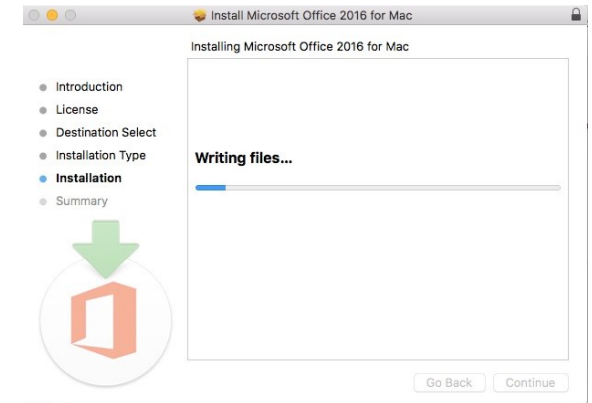 Install Microsoft Office 2016 for Mac
Installing Microsoft Office 2016 for Mac
Introduction
License
Destination Select
Installation Type
Installation
Summary
Writing files...
Go Back
Continue